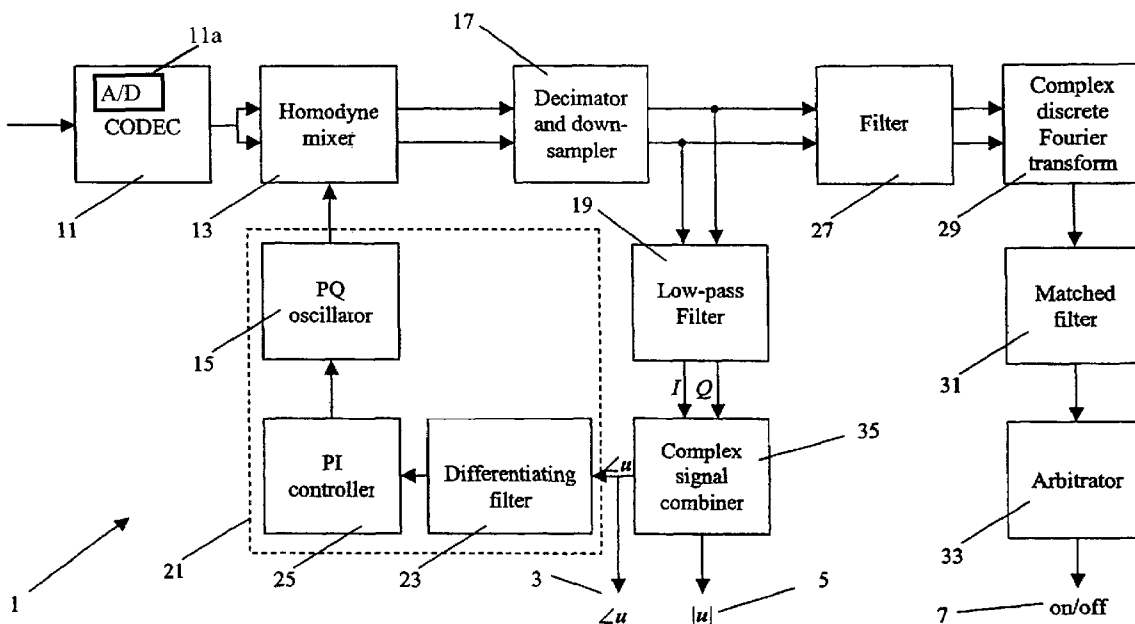 11a
17
A/D
CODEC
Homodyne
mixer
Decimator
and down-
sampler
Filter
Complex
discrete
Fourier
transform
11
13
19
27
29
PQ
oscillator
Low-pass
Filter
Matched
filter
15
31
I Q
35
PI
controller
Differentiating
filter
∠u
Complex
signal
combiner
Arbitrator
21
25
23
3
5
33
1
∠u
|u|
7
on/off